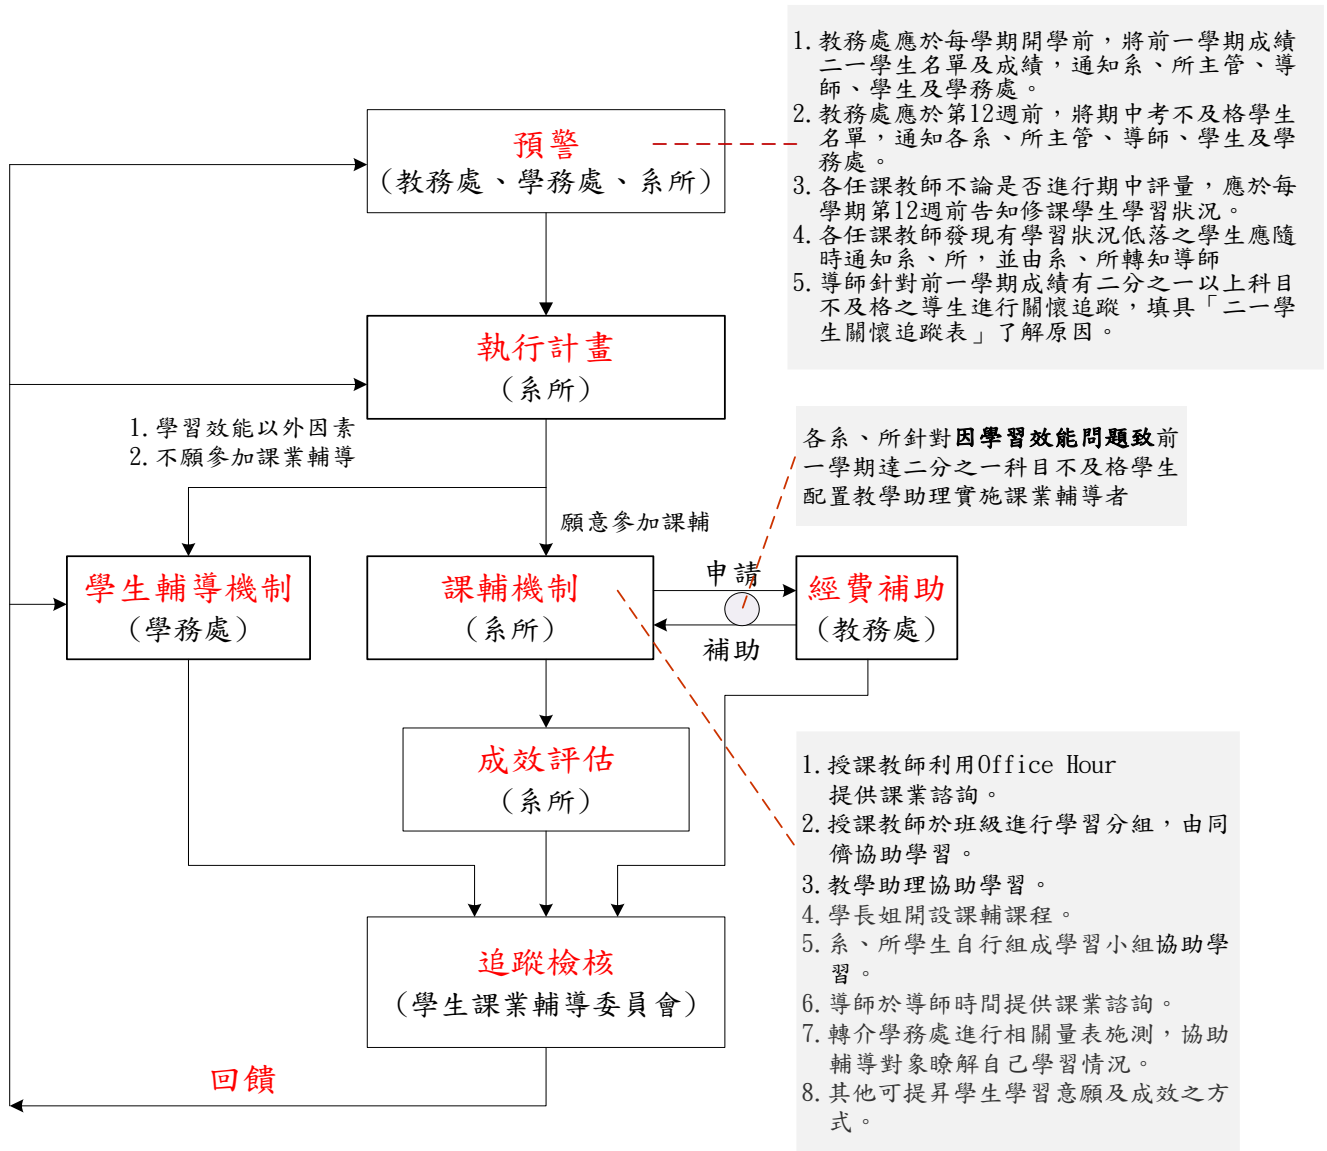 1.教務處應於每學期開學前，將前一學期成績
二一學生名單及成績，通知系、所主管、導
師、學生及學務處。
2.教務處應於第12週前，將期中考不及格學生
名單，通知各系、所主管、導師、學生及學
務處。
3.各任課教師不論是否進行期中評量，應於每
學期第12週前告知修課學生學習狀況。
4.各任課教師發現有學習狀況低落之學生應隨
時通知系、所，並由系、所轉知導師
5.導師針對前一學期成績有二分之一以上科目
不及格之導生進行關懷追蹤，填具「二一學
生關懷追蹤表」了解原因。
預警
（教務處、學務處、系所）
執行計畫
（系所）
1.學習效能以外因素
2.不願參加課業輔導
願意參加課輔
各系、所針對因學習效能問題致前
一學期達二分之一科目不及格學生
配置教學助理實施課業輔導者
學生輔導機制
（學務處）
課輔機制
（系所）
申請
補助
經費補助
（教務處）
成效評估
（系所）
1.授課教師利用Office Hour
提供課業諮詢。
2.授課教師於班級進行學習分組，由同
儕協助學習。
3.教學助理協助學習。
4.學長姐開設課輔課程。
5.系、所學生自行組成學習小組協助學
習。
6.導師於導師時間提供課業諮詢。
7.轉介學務處進行相關量表施測，協助
輔導對象瞭解自己學習情況。
8.其他可提昇學生學習意願及成效之方
式。
追蹤檢核
（學生課業輔導委員會）
回饋